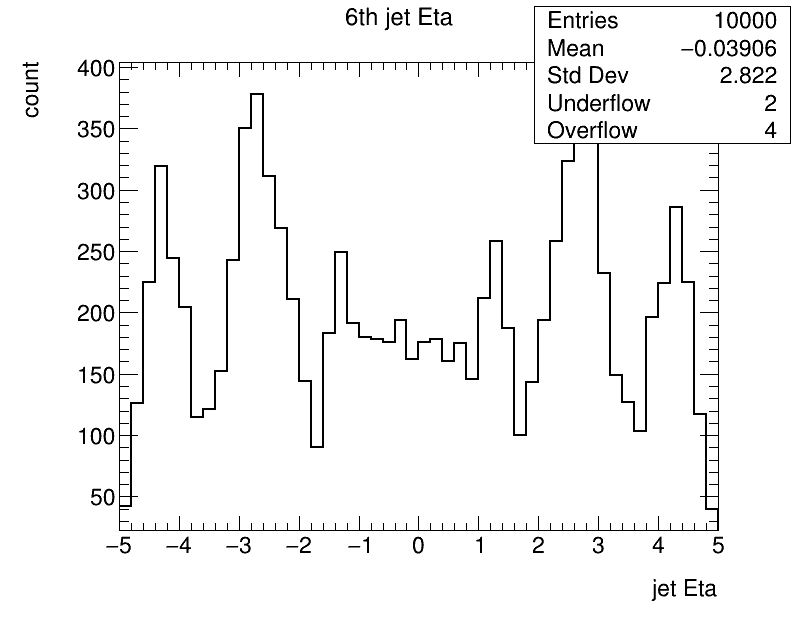 6th jet Eta
Entries 10000
Mean −0.03906
Std Dev 2.822
Underflow 2
Overflow 4
count
400
350
300
250
200
150
100
50
−5 −4 −3 −2 −1 0 1 2 3 4 5
jet Eta